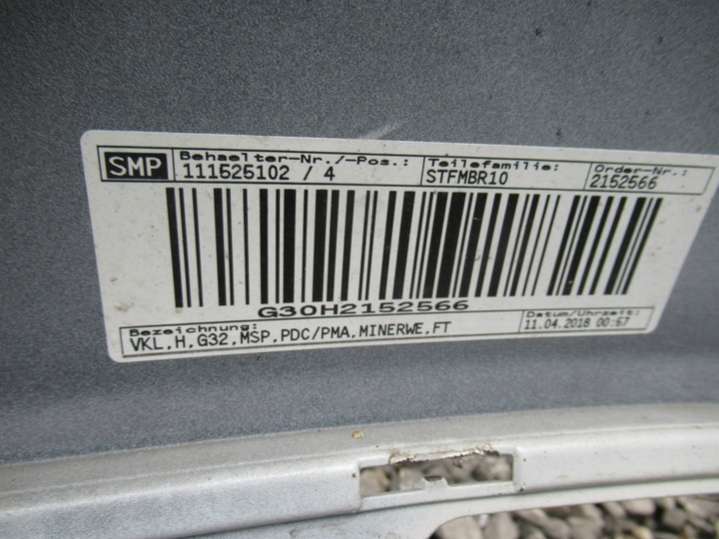 SMP
Behaelter-Nr./-Pos.:
111525102 / 4
Teilefamilie:
STFMBR10
Order-Nr.:
2152566
G30H2152566
Bezeichnung:
VKL,H,G32,MSP,PDC/PMA,MINERWE,FT
Datum/Uhrzeit:
11.04.2018 00:57